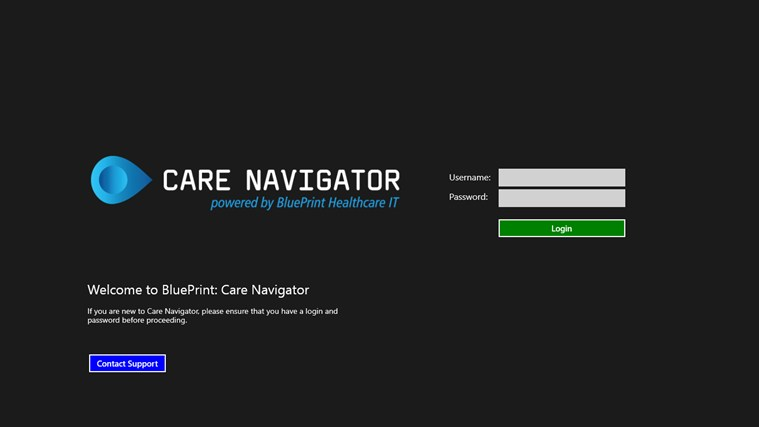 CARE NAVIGATOR
powered by BluePrint Healthcare IT
Username:
Password:
Login
Welcome to BluePrint: Care Navigator
If you are new to Care Navigator, please ensure that you have a login and
password before proceeding.
Contact Support